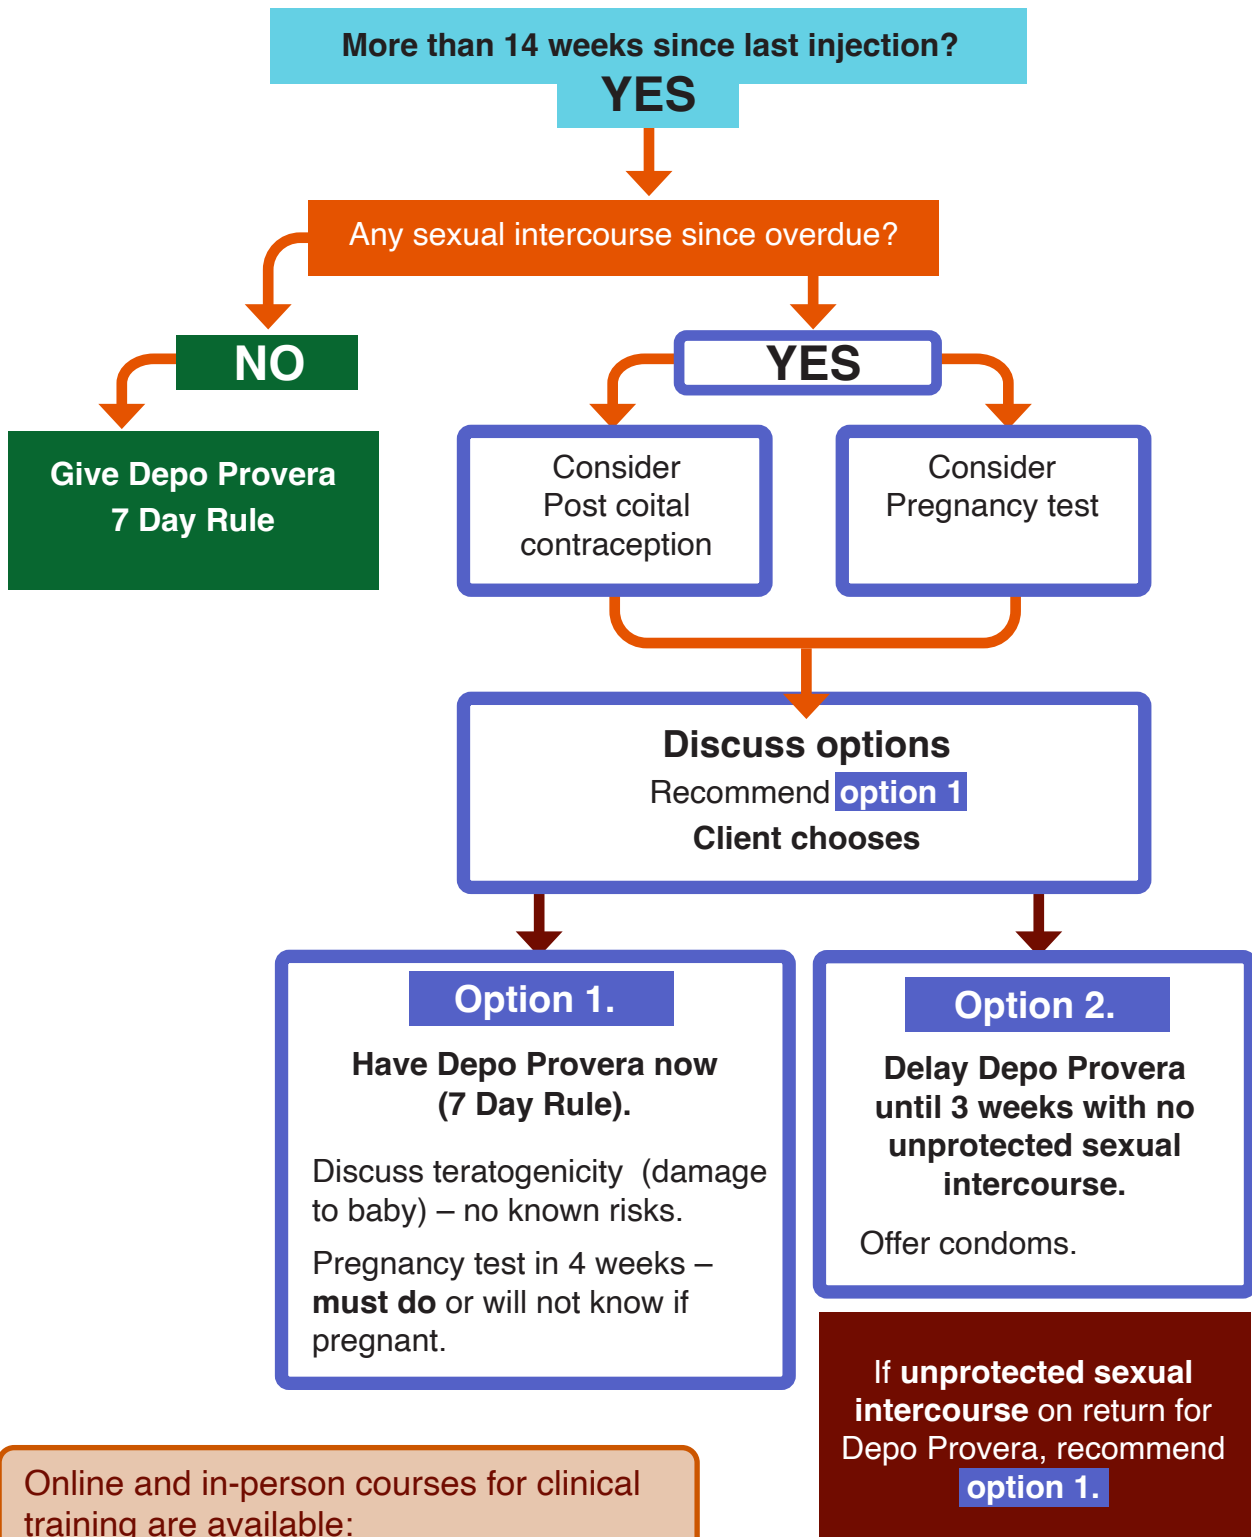 More than 14 weeks since last injection?
YES
Any sexual intercourse since overdue?
NO
YES
Give Depo Provera
7 Day Rule
Consider
Post coital
contraception
Consider
Pregnancy test
Discuss options
Recommend option 1
Client chooses
Option 1.
Have Depo Provera now
(7 Day Rule).
Discuss teratogenicity (damage
to baby) – no known risks.
Pregnancy test in 4 weeks –
must do or will not know if
pregnant.
Option 2.
Delay Depo Provera
until 3 weeks with no
unprotected sexual
intercourse.
Offer condoms.
If unprotected sexual
intercourse on return for
Depo Provera, recommend
option 1.
Online and in-person courses for clinical
training are available: